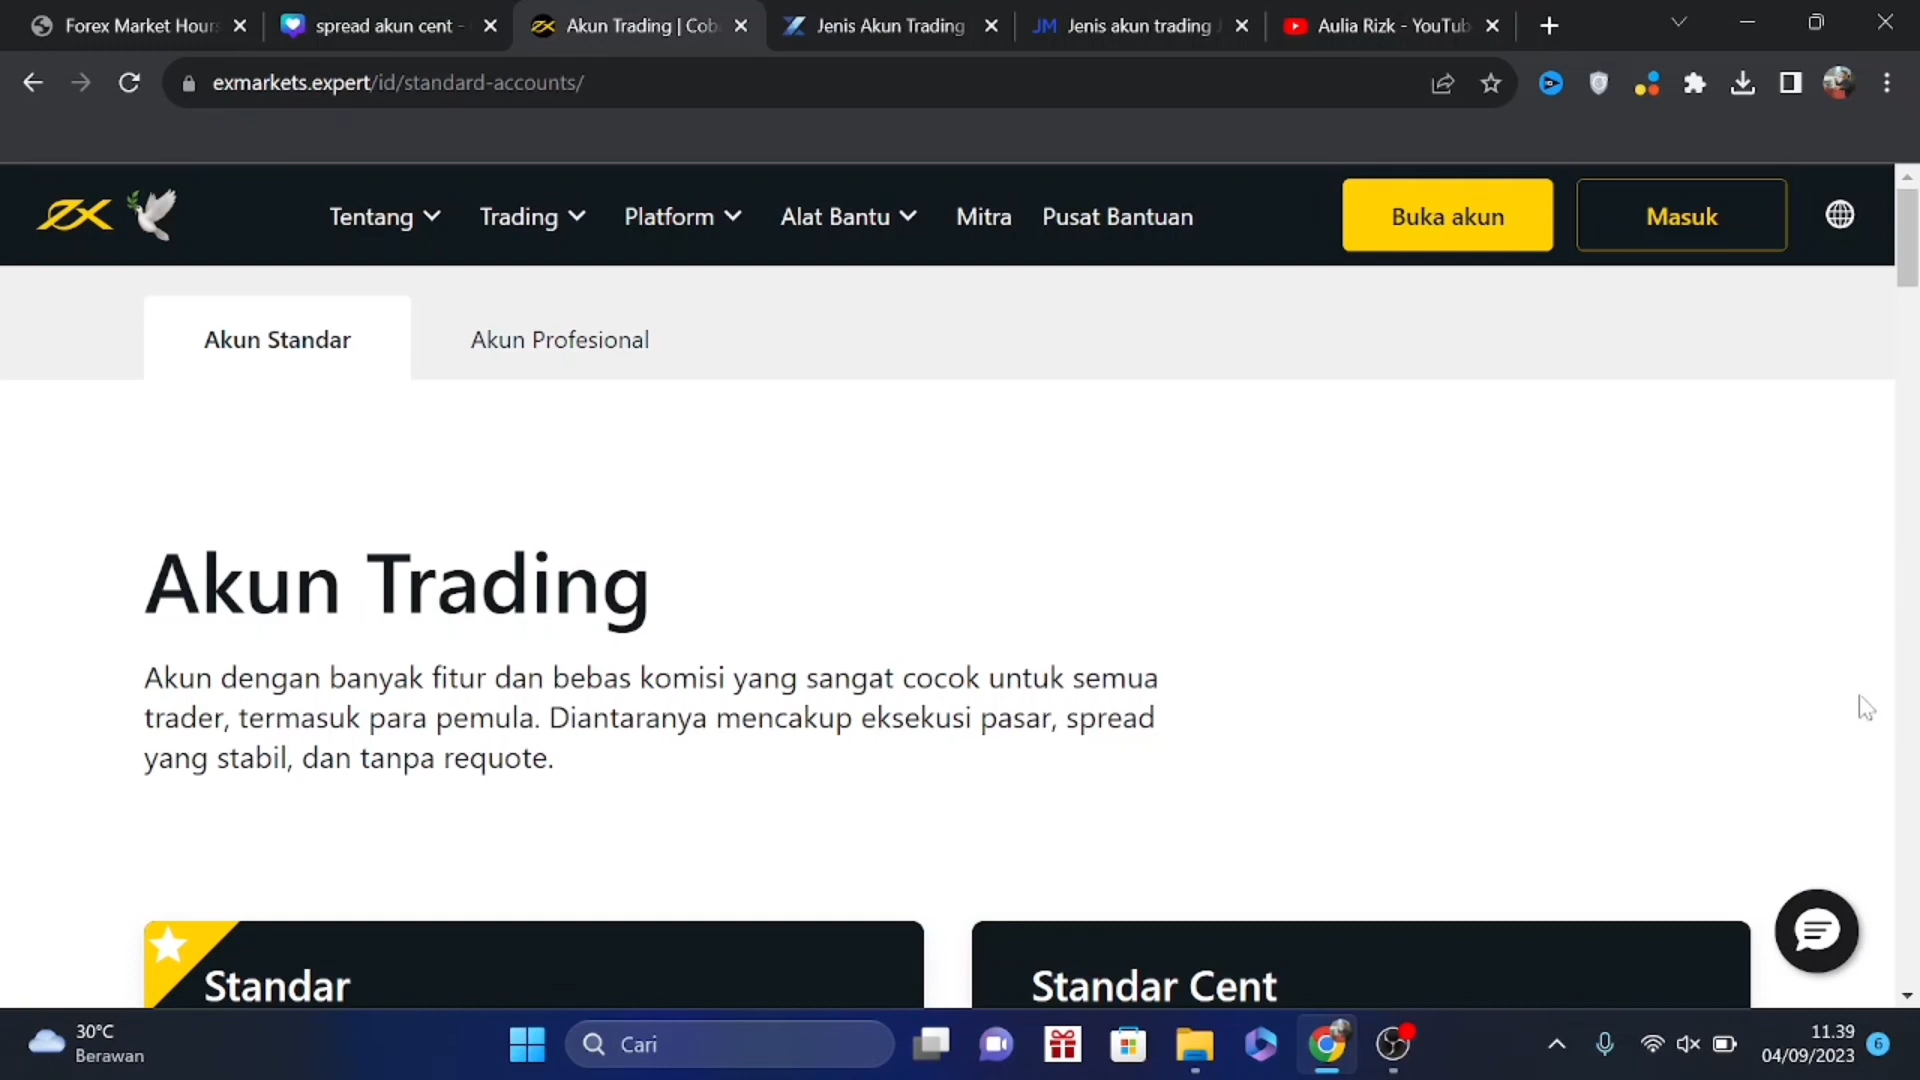 Forex Market Hours
spread akun cent -
Akun Trading | Cob
Jenis Akun Trading
JM Jenis akun trading J
Aulia Rizk - YouTub
exmarkets.expert/id/standard-accounts/
Tentang
Trading
Platform
Alat Bantu
Mitra
Pusat Bantuan
Buka akun
Masuk
Akun Standar
Akun Profesional
Akun Trading
Akun dengan banyak fitur dan bebas komisi yang sangat cocok untuk semua
trader, termasuk para pemula. Diantaranya mencakup eksekusi pasar, spread
yang stabil, dan tanpa requote.
Standar
Standar Cent
30°C
Berawan
Cari
11.39
04/09/2023
6